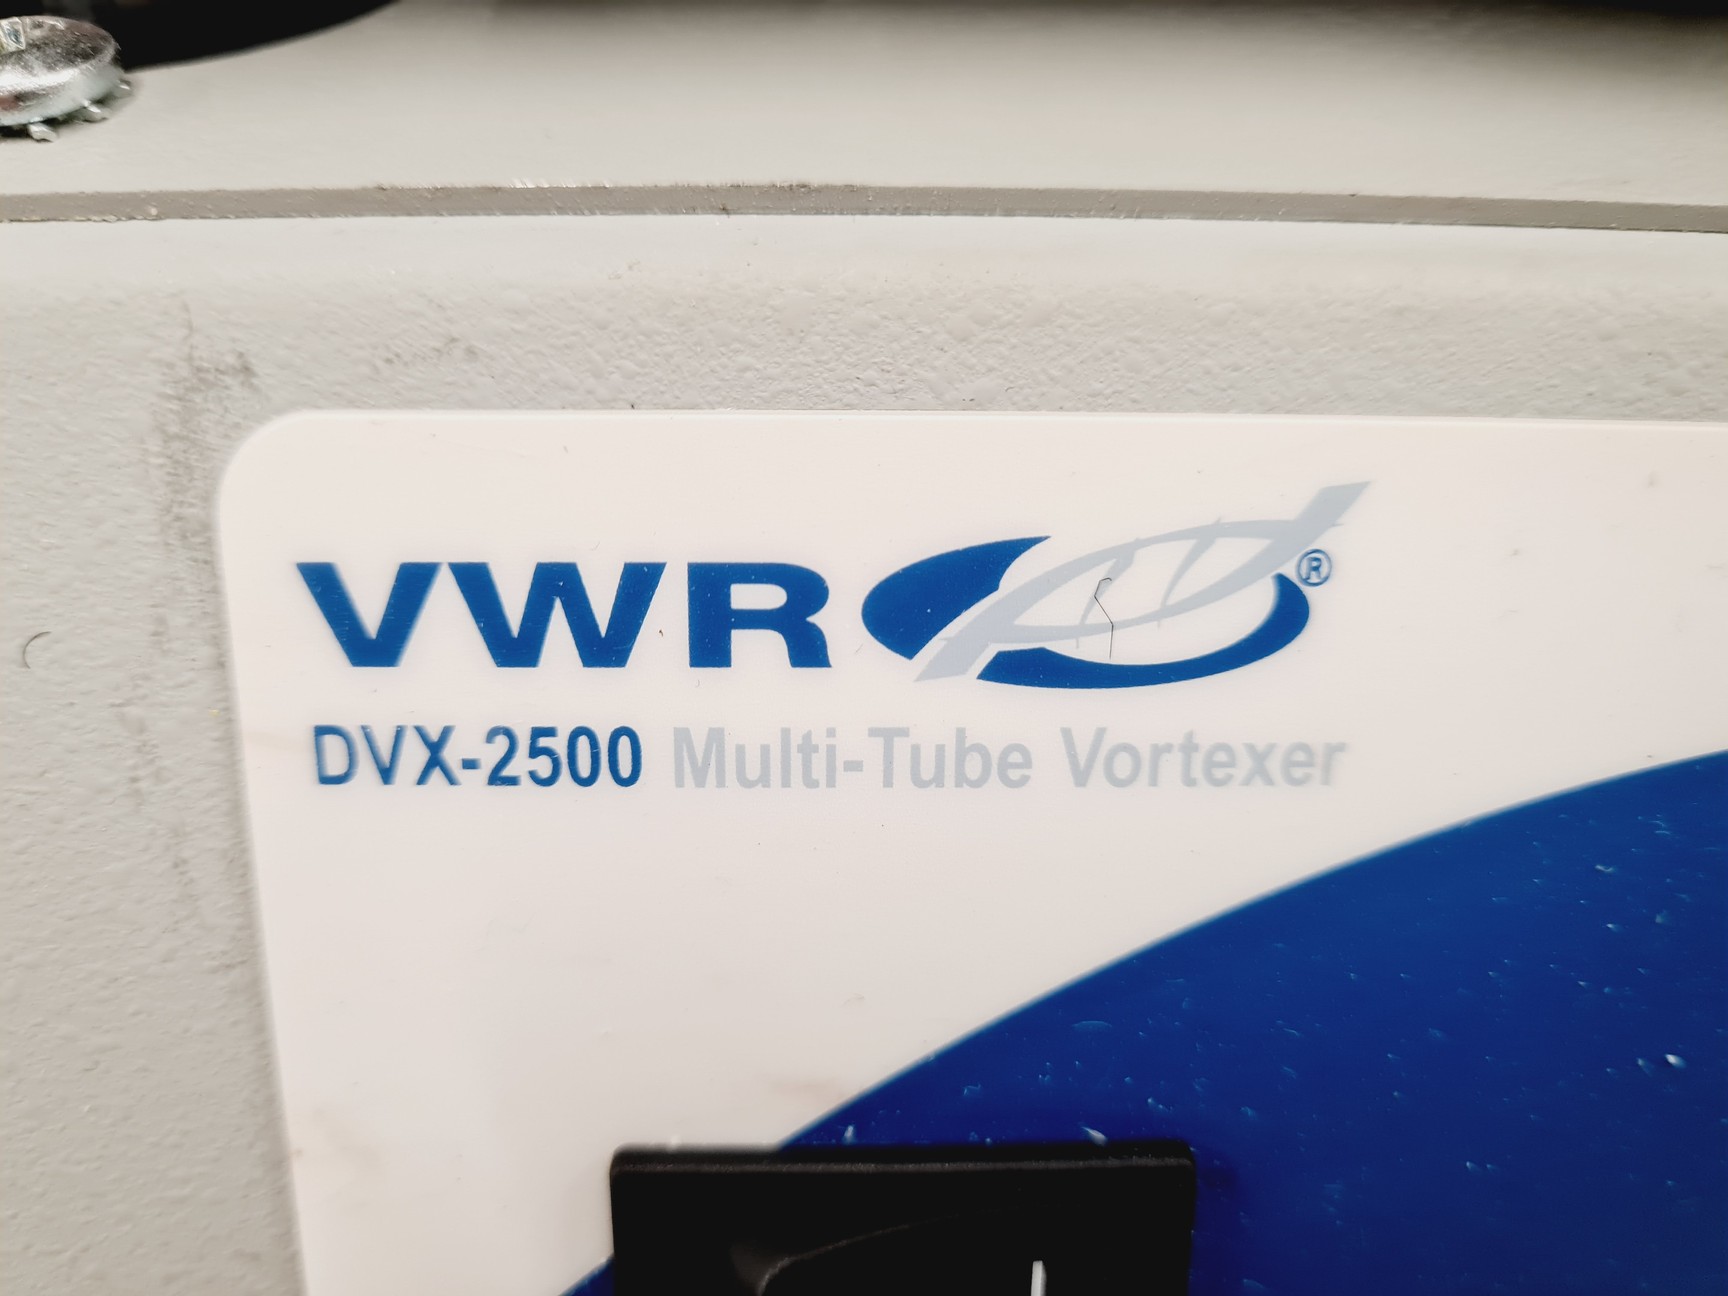 VWR ®
DVX-2500 Multi-Tube Vortexer